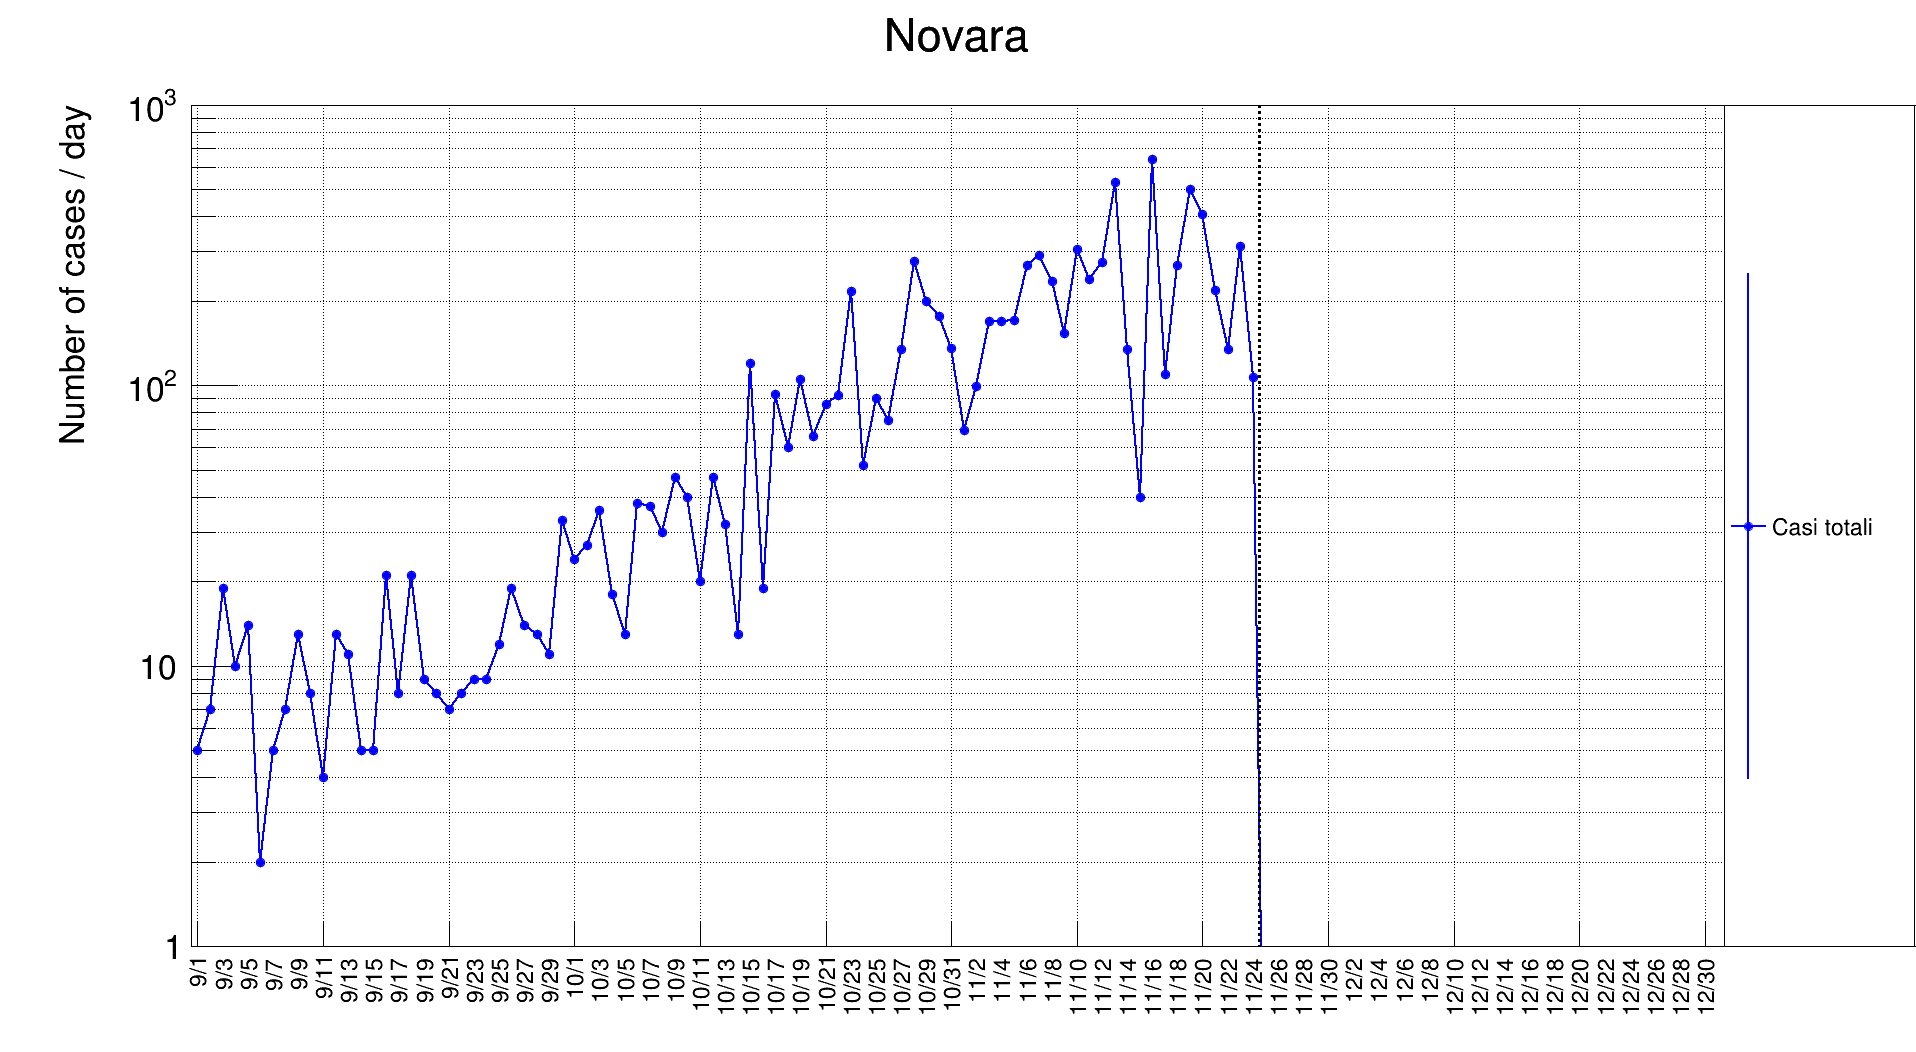 Novara
Number of cases / day
10³
10²
10
1
9/1 9/3 9/5 9/7 9/9 9/11 9/13 9/15 9/17 9/19 9/21 9/23 9/25 9/27 9/29 10/1 10/3 10/5 10/7 10/9 10/11 10/13 10/15 10/17 10/19 10/21 10/23 10/25 10/27 10/29 10/31 11/2 11/4 11/6 11/8 11/10 11/12 11/14 11/16 11/18 11/20 11/22 11/24 11/26 11/28 11/30 12/2 12/4 12/6 12/8 12/10 12/12 12/14 12/16 12/18 12/20 12/22 12/24 12/26 12/28 12/30
Casi totali